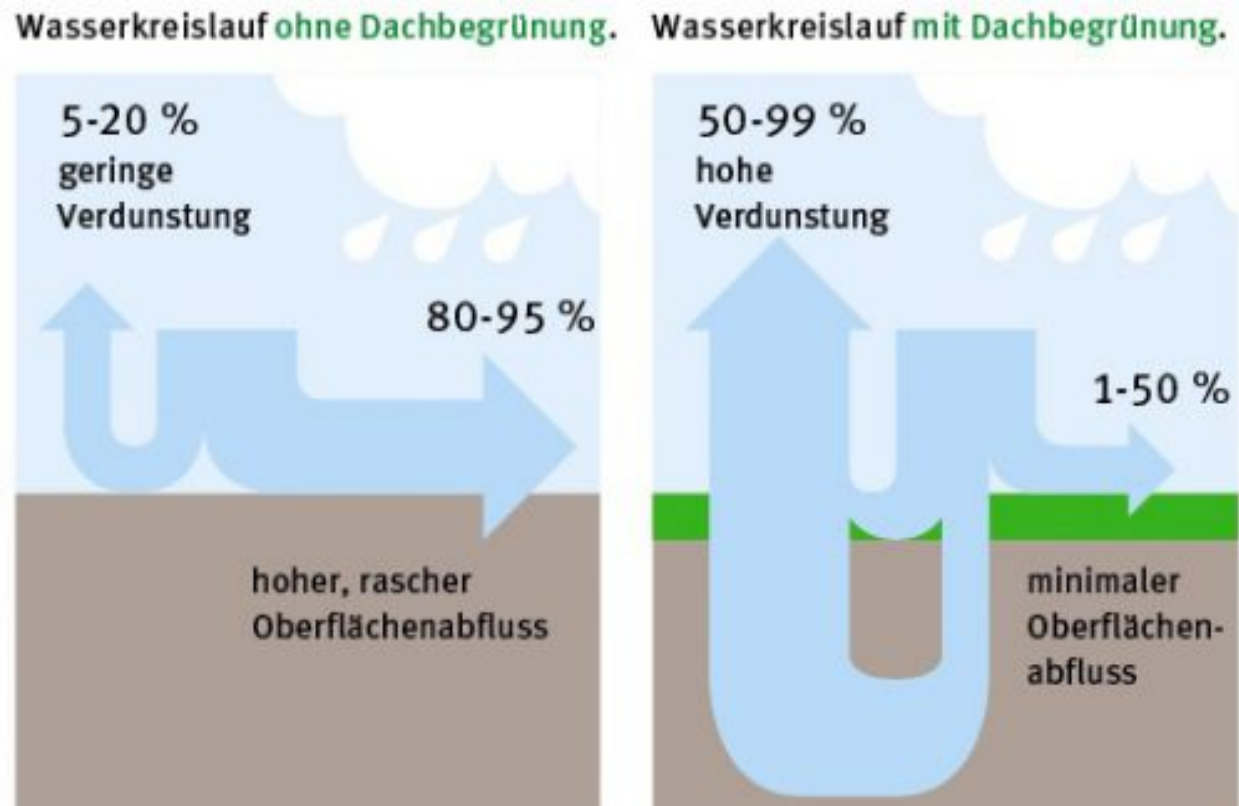 Wasserkreislauf ohne Dachbegrünung.
5-20 %
geringe
Verdunstung
80-95 %
hoher, rascher
Oberflächenabfluss
Wasserkreislauf mit Dachbegrünung.
50-99 %
hohe
Verdunstung
1-50 %
minimaler
Oberflächen-
abfluss